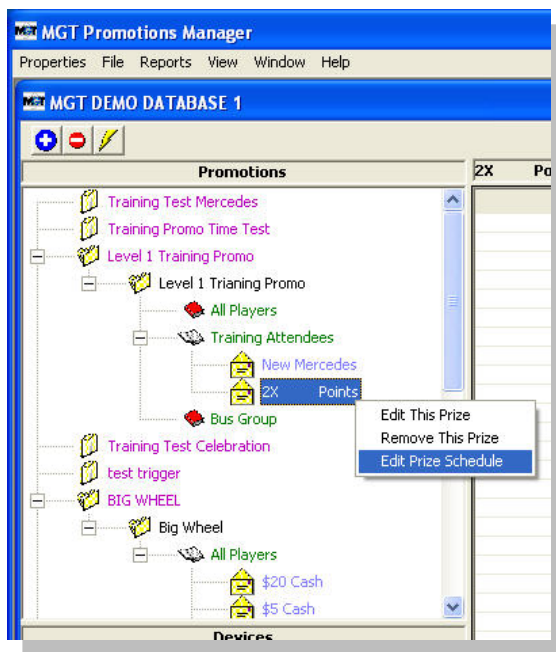 MGT MGT Promotions Manager
Properties File Reports View Window Help
MGT MGT DEMO DATABASE 1
Promotions
2X Po
Training Test Mercedes
Training Promo Time Test
Level 1 Training Promo
Level 1 Trianing Promo
All Players
Training Attendees
New Mercedes
2X Points
Edit This Prize
Remove This Prize
Edit Prize Schedule
Bus Group
Training Test Celebration
test trigger
BIG WHEEL
Big Wheel
All Players
$20 Cash
$5 Cash
Devices